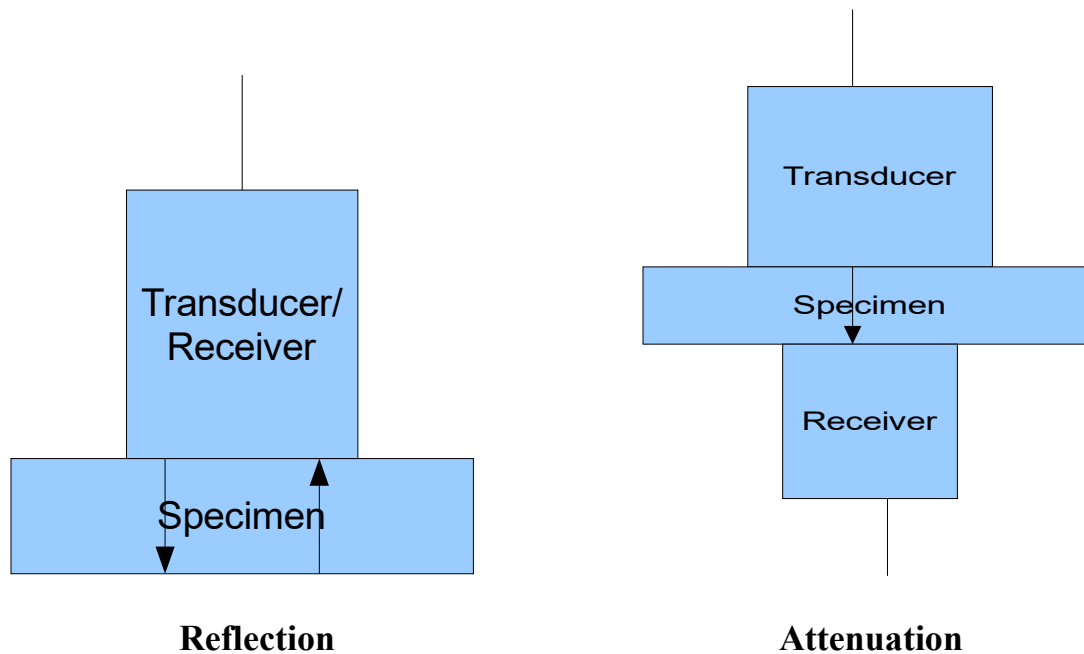 Transducer/
Receiver
Specimen
Reflection
Transducer
Specimen
Receiver
Attenuation